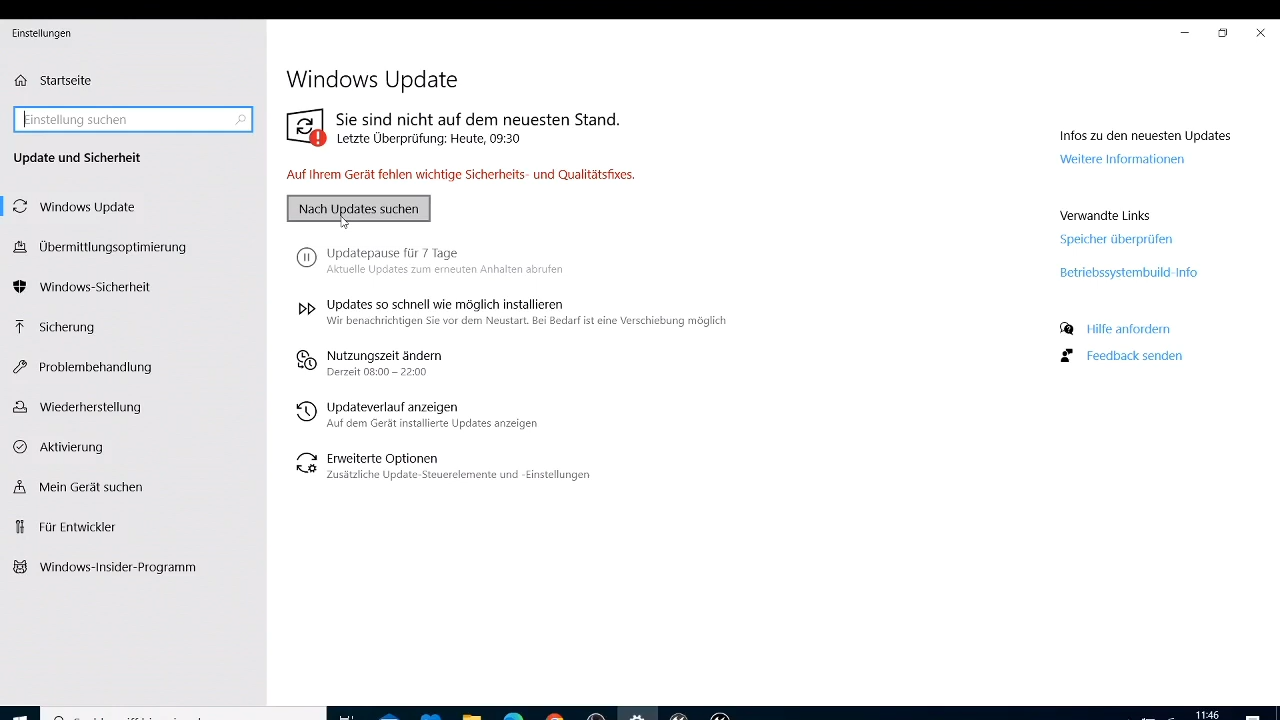 Einstellungen
Startseite
Einstellung suchen
Update und Sicherheit
Windows Update
Übermittlungsoptimierung
Windows-Sicherheit
Sicherung
Problembehandlung
Wiederherstellung
Aktivierung
Mein Gerät suchen
Für Entwickler
Windows-Insider-Programm
Windows Update
Sie sind nicht auf dem neuesten Stand.
Letzte Überprüfung: Heute, 09:30
Auf Ihrem Gerät fehlen wichtige Sicherheits- und Qualitätsfixes.
Nach Updates suchen
Updatepause für 7 Tage
Aktuelle Updates zum erneuten Anhalten abrufen
Updates so schnell wie möglich installieren
Wir benachrichtigen Sie vor dem Neustart. Bei Bedarf ist eine Verschiebung möglich
Nutzungszeit ändern
Derzeit 08:00 – 22:00
Updateverlauf anzeigen
Auf dem Gerät installierte Updates anzeigen
Erweiterte Optionen
Zusätzliche Update-Steuerelemente und -Einstellungen
Infos zu den neuesten Updates
Weitere Informationen
Verwandte Links
Speicher überprüfen
Betriebssystembuild-Info
Hilfe anfordern
Feedback senden
11:46